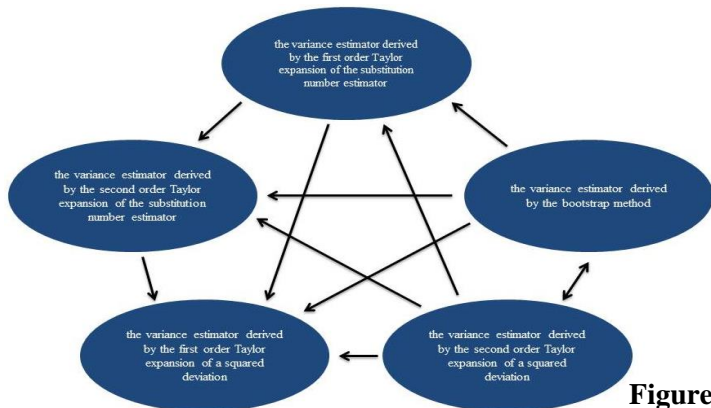 the variance estimator derived
by the first order Taylor
expansion of the substitution
number estimator
the variance estimator derived
by the second order Taylor
expansion of the substitution
number estimator
the variance estimator derived
by the bootstrap method
the variance estimator derived
by the first order Taylor
expansion of a squared
deviation
the variance estimator derived
by the second order Taylor
expansion of a squared
deviation
Figure